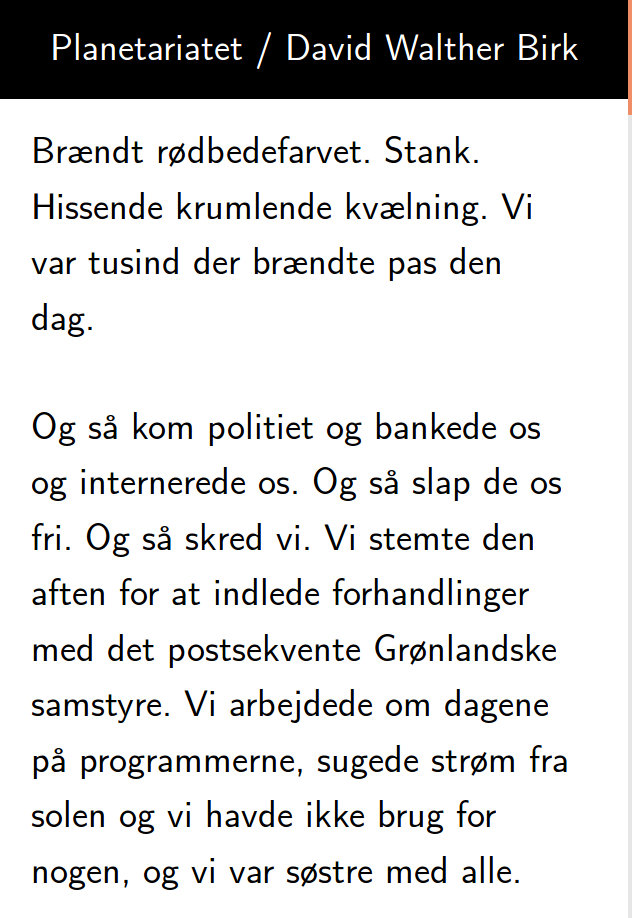 Planetariatet / David Walther Birk
Brændt rødbedefarvet. Stank.
Hissende krumlende kvælning. Vi
var tusind der brændte pas den
dag.
Og så kom politiet og bankede os
og internerede os. Og så slap de os
fri. Og så skred vi. Vi stemte den
aften for at indlede forhandlinger
med det postsekvente Grønlandske
samstyre. Vi arbejdede om dagene
på programmerne, sugede strøm fra
solen og vi havde ikke brug for
nogen, og vi var søstre med alle.